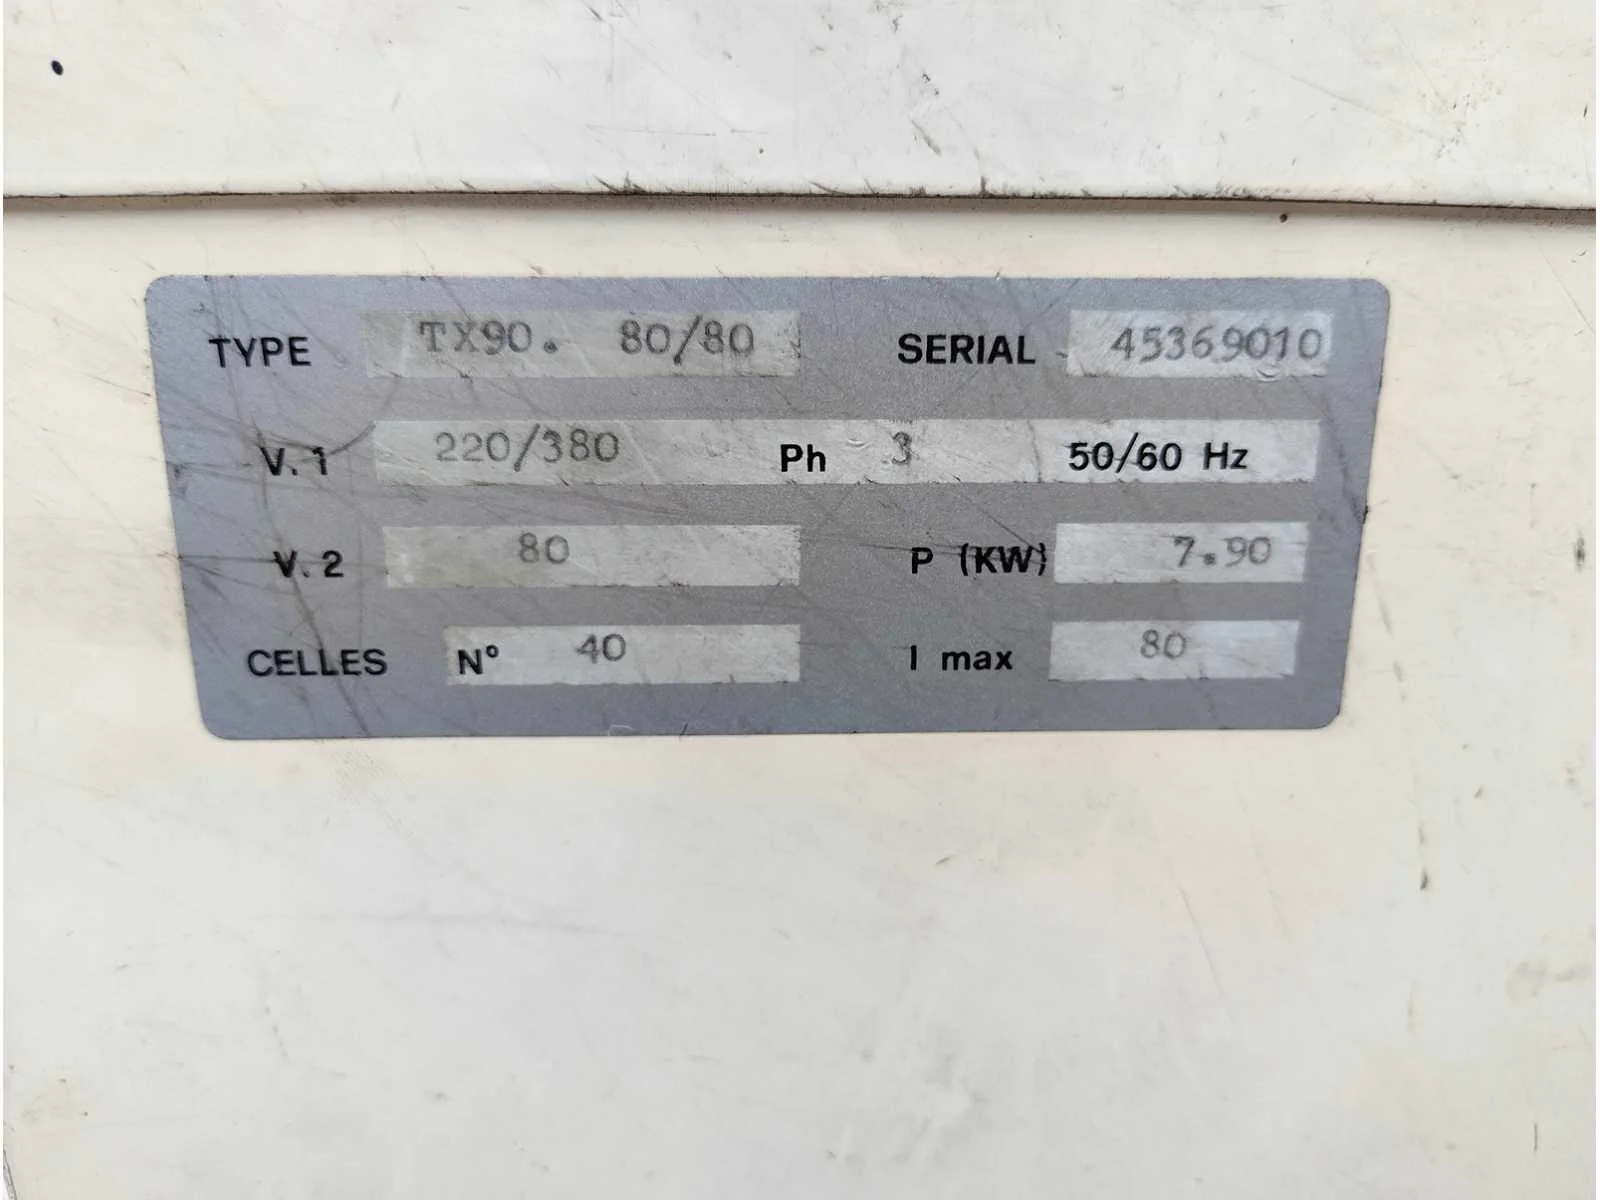 TYPE TX90. 80/80 SERIAL 45369010
V.1 220/380 Ph 3 50/60 Hz
V.2 80 P (KW) 7.90
CELLES N° 40 I max 80